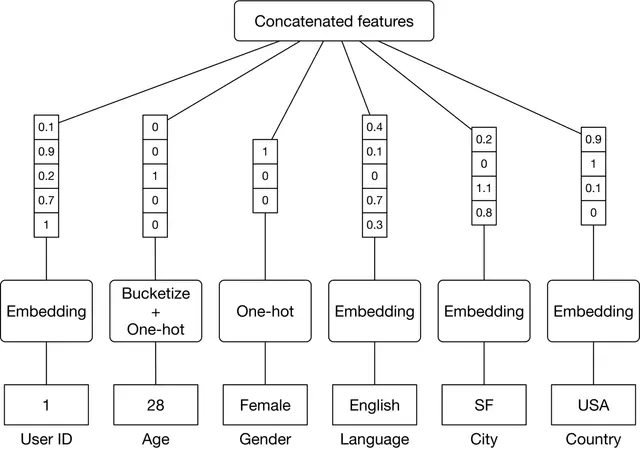 Concatenated features
0.1
0.9
0.2
0.7
1
0
0
1
0
0
1
0
0
0.4
0.1
0
0.7
0.3
0.2
0
1.1
0.8
0.9
1
0.1
0
Embedding
Bucketize
+
One-hot
One-hot
Embedding
Embedding
Embedding
1
28
Female
English
SF
USA
User ID
Age
Gender
Language
City
Country